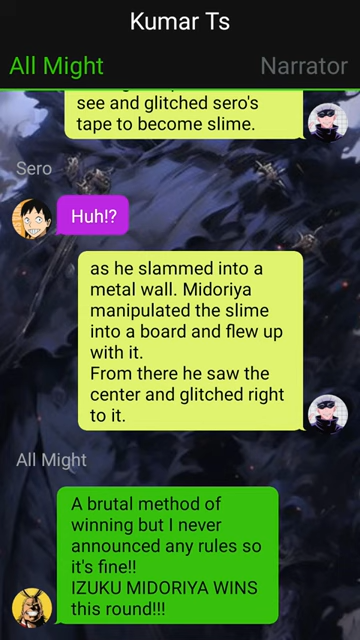 Kumar Ts
All Might
Narrator
see and glitched sero's
tape to become slime.
Sero
Huh!?
as he slammed into a
metal wall. Midoriya
manipulated the slime
into a board and flew up
with it.
From there he saw the
center and glitched right
to it.
All Might
A brutal method of
winning but I never
announced any rules so
it's fine!!
IZUKU MIDORIYA WINS
this round!!!